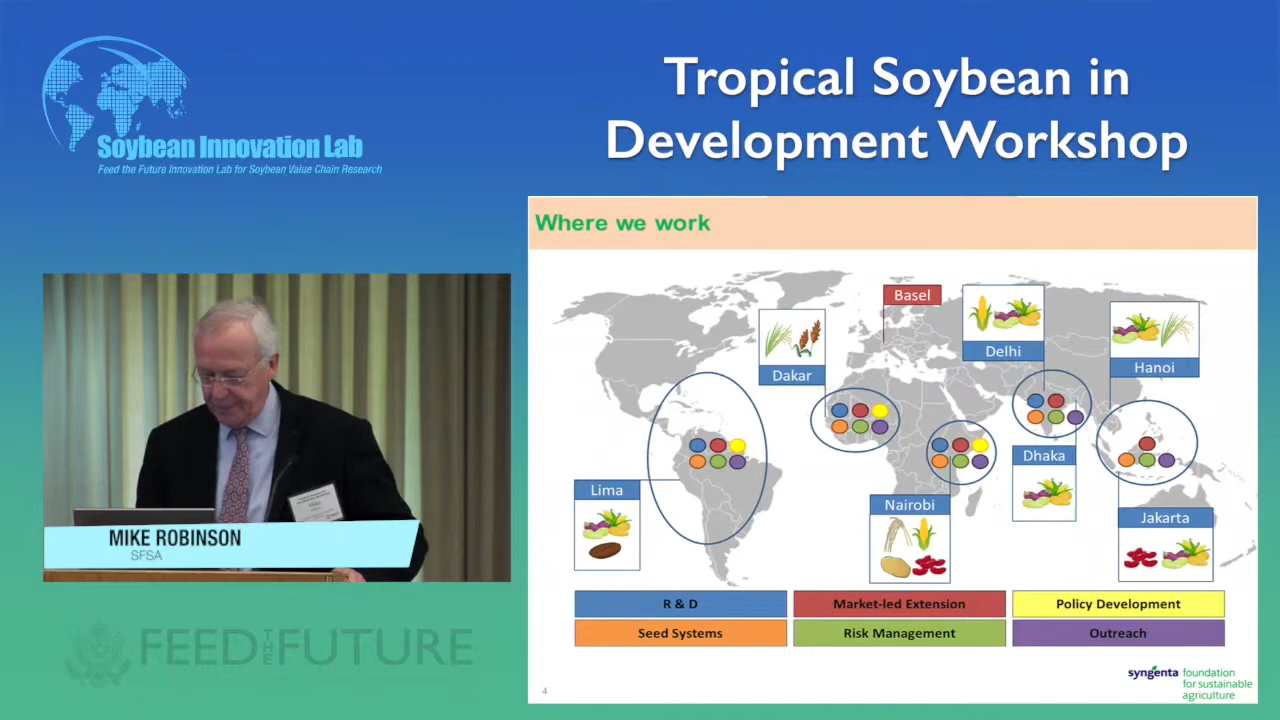 Soybean Innovation Lab
Feed the Future Innovation Lab for Soybean Value Chain Research
Tropical Soybean in
Development Workshop
Where we work
Basel
Delhi
Hanoi
Dakar
Dhaka
Lima
Nairobi
Jakarta
R & D
Market-led Extension
Policy Development
Seed Systems
Risk Management
Outreach
4
syngenta foundation
for sustainable
agriculture
MIKE ROBINSON
SFSA
FEED THE FUTURE